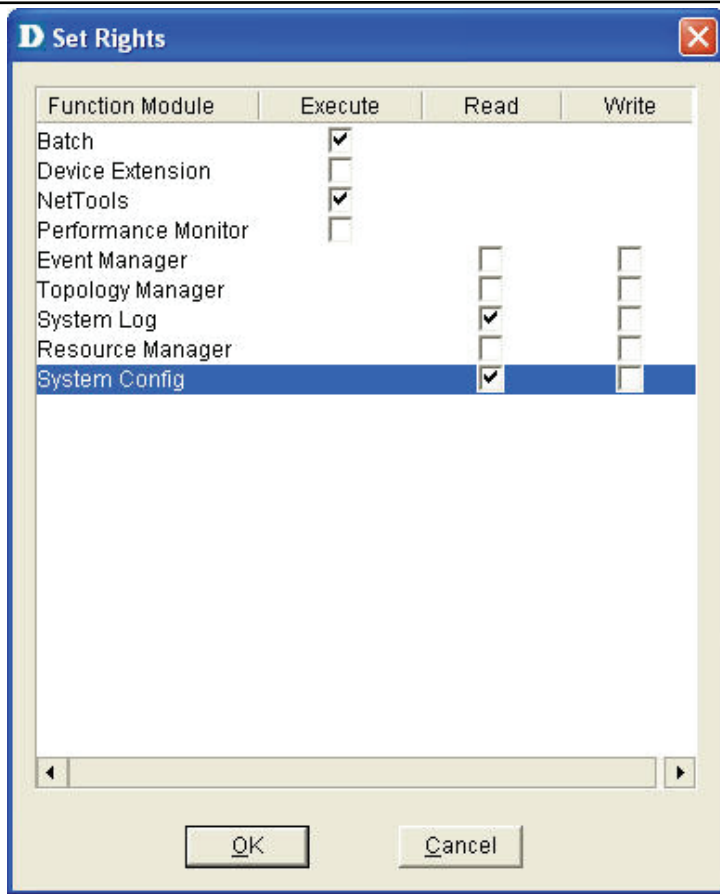 D Set Rights
Function Module Execute Read Write
Batch
Device Extension
NetTools
Performance Monitor
Event Manager
Topology Manager
System Log
Resource Manager
System Config
OK Cancel